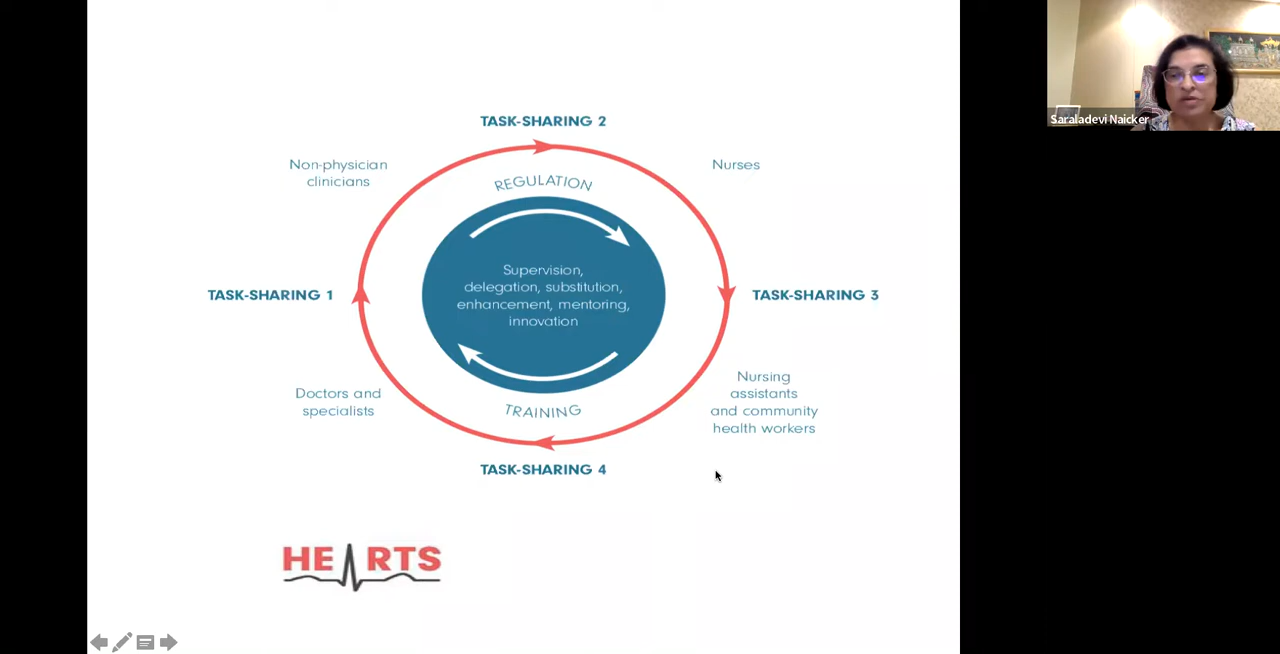 TASK-SHARING 2
Non-physician
clinicians
Nurses
REGULATION
TASK-SHARING 1
Supervision,
delegation, substitution,
enhancement, mentoring,
innovation
TASK-SHARING 3
Doctors and
specialists
Nursing
assistants
and community
health workers
TRAINING
TASK-SHARING 4
HEARTS
Saraladevi Naicker